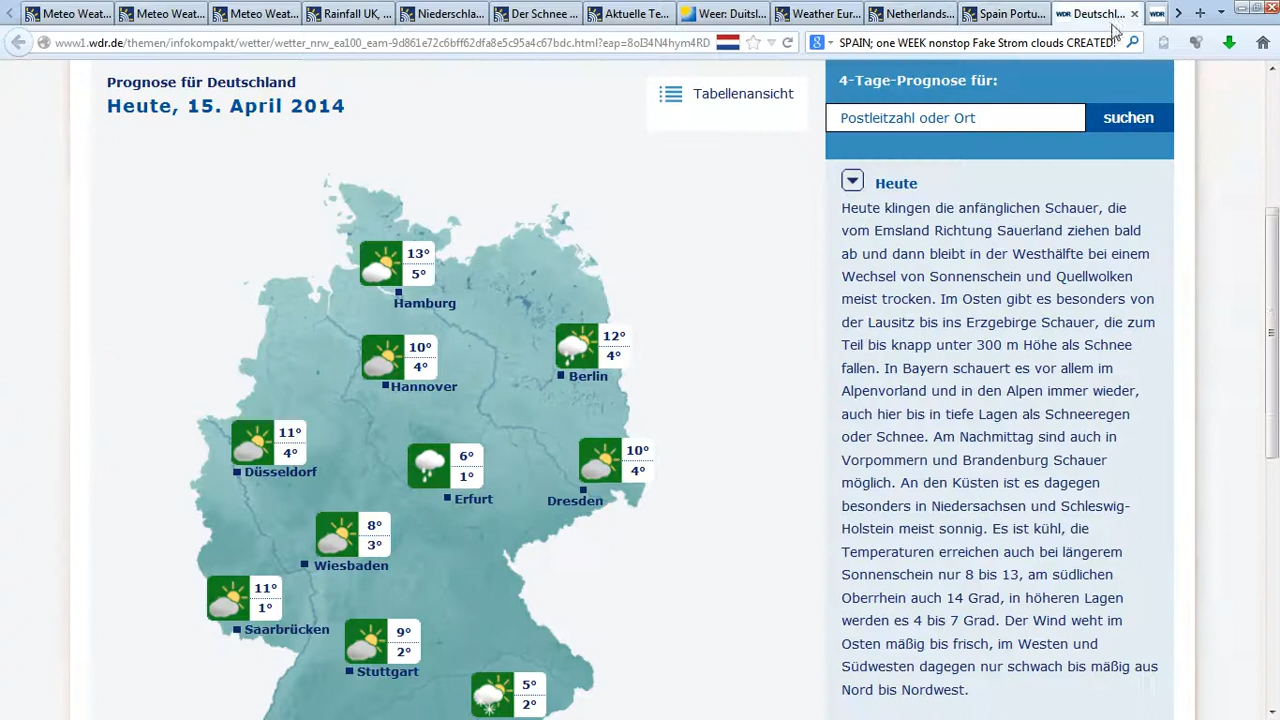 Meteo Weat...
Meteo Weat...
Meteo Weat...
Rainfall UK, ...
Niederschla...
Der Schnee ...
Aktuelle Te...
Weer: Duitsl...
Weather Eur...
Netherlands...
Spain Portu...
WDR Deutschl...
WDR
www1.wdr.de/themen/infokompakt/wetter/wetter_nrw_ea100_eam-9d861e72c6bff62dfa8e5c95a4c67bdc.html?eap=8oI34N4hym4RD
SPAIN; one WEEK nonstop Fake Strom clouds CREATED!
Prognose für Deutschland
Heute, 15. April 2014
Tabellenansicht
13°
5°
Hamburg
10°
4°
Hannover
12°
4°
Berlin
11°
4°
Düsseldorf
6°
1°
Erfurt
10°
4°
Dresden
8°
3°
Wiesbaden
11°
1°
Saarbrücken
9°
2°
Stuttgart
5°
2°
4-Tage-Prognose für:
Postleitzahl oder Ort
suchen
Heute
Heute klingen die anfänglichen Schauer, die
vom Emsland Richtung Sauerland ziehen bald
ab und dann bleibt in der Westhälfte bei einem
Wechsel von Sonnenschein und Quellwolken
meist trocken. Im Osten gibt es besonders von
der Lausitz bis ins Erzgebirge Schauer, die zum
Teil bis knapp unter 300 m Höhe als Schnee
fallen. In Bayern schauert es vor allem im
Alpenvorland und in den Alpen immer wieder,
auch hier bis in tiefe Lagen als Schneeregen
oder Schnee. Am Nachmittag sind auch in
Vorpommern und Brandenburg Schauer
möglich. An den Küsten ist es dagegen
besonders in Niedersachsen und Schleswig-
Holstein meist sonnig. Es ist kühl, die
Temperaturen erreichen auch bei längerem
Sonnenschein nur 8 bis 13, am südlichen
Oberrhein auch 14 Grad, in höheren Lagen
werden es 4 bis 7 Grad. Der Wind weht im
Osten mäßig bis frisch, im Westen und
Südwesten dagegen nur schwach bis mäßig aus
Nord bis Nordwest.